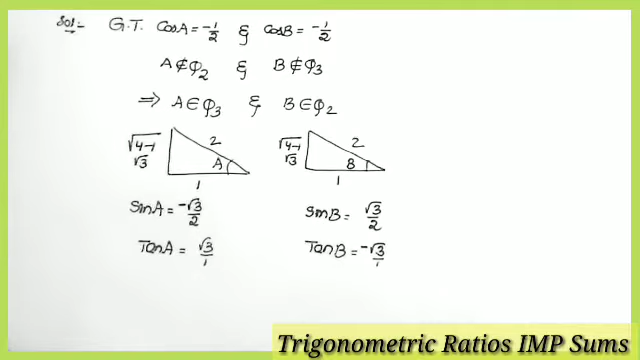 Sol:- G.T. CosA = -1/2 & CosB = -1/2
A∉Q₂ & B∉Q₃
⇒ A∈Q₃ & B∈Q₂
√4-1 2 √4-1 2
√3 A √3 B
1 1
SinA = -√3/2 SinB = √3/2
TanA = √3/1 TanB = -√3/1
Trigonometric Ratios IMP Sums